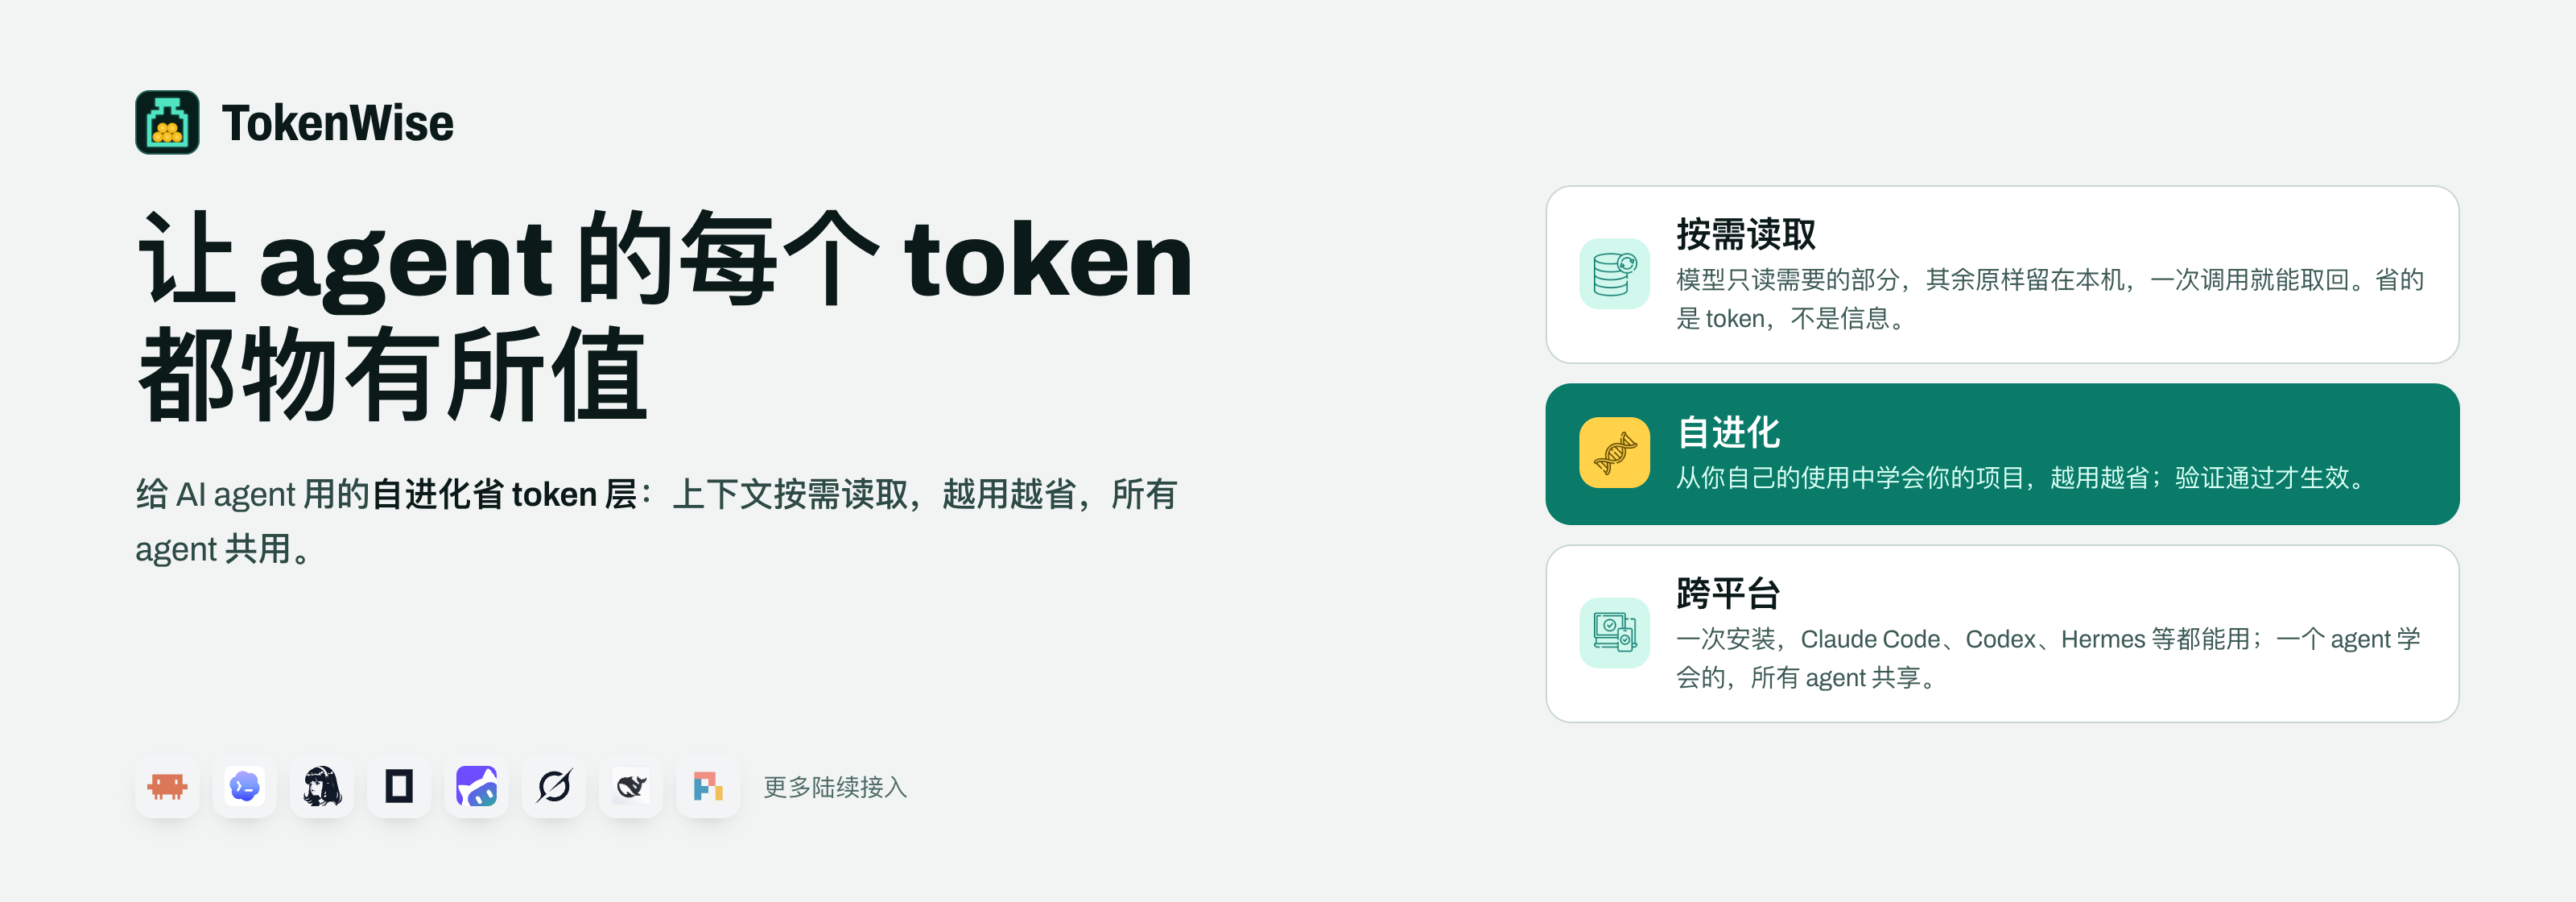 TokenWise
让 agent 的每个 token
都物有所值
给 AI agent 用的自进化省 token 层：上下文按需读取，越用越省，所有
agent 共用。
更多陆续接入
按需读取
模型只读需要的部分，其余原样留在本机，一次调用就能取回。省的
是 token，不是信息。
自进化
从你自己的使用中学会你的项目，越用越省；验证通过才生效。
跨平台
一次安装，Claude Code、Codex、Hermes 等都能用；一个 agent 学
会的，所有 agent 共享。